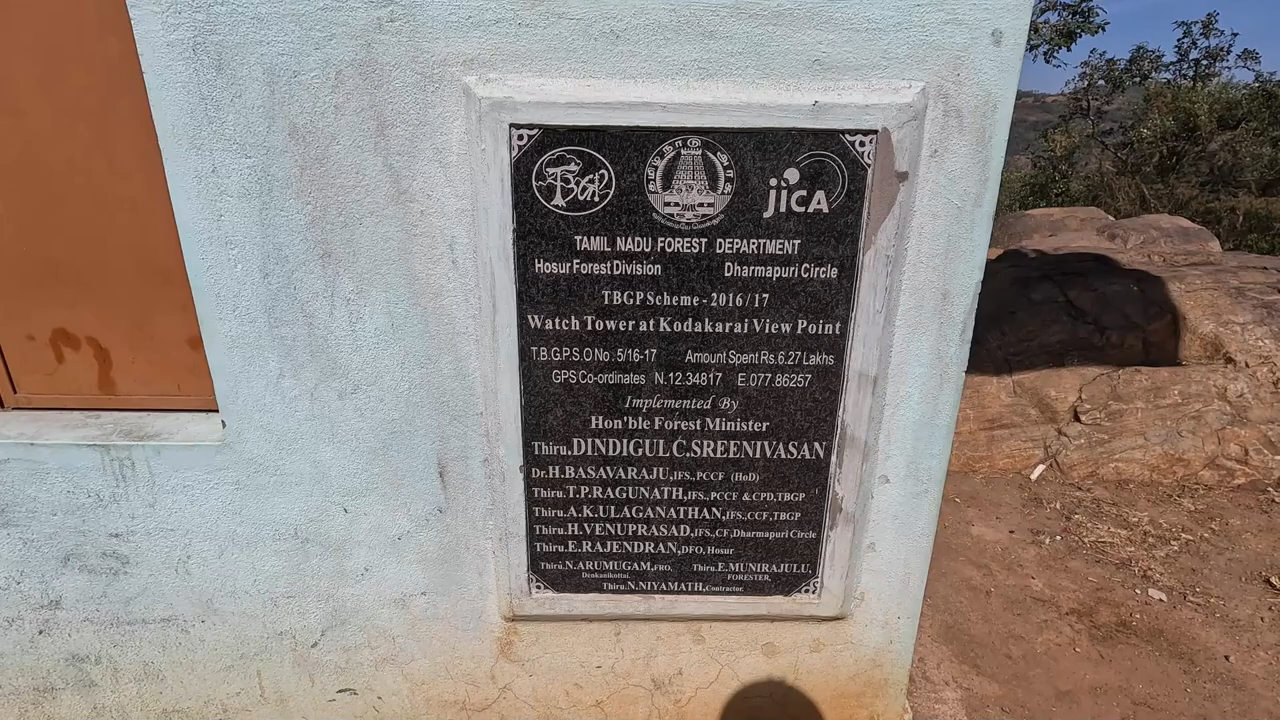 TBGP
தமிழ்நாடு அரசு
வாய்மையே வெல்லும்
jiCA
TAMIL NADU FOREST DEPARTMENT
Hosur Forest Division Dharmapuri Circle
TBGP Scheme - 2016/17
Watch Tower at Kodakarai View Point
T.B.G.P.S.O No. 5/16-17 Amount Spent Rs.6.27 Lakhs
GPS Co-ordinates N.12.34817 E.077.86257
Implemented By
Hon'ble Forest Minister
Thiru.DINDIGUL C.SREENIVASAN
Dr.H.BASAVARAJU,IFS.,PCCF (HoD)
Thiru.T.P.RAGUNATH,IFS.,PCCF & CPD,TBGP
Thiru.A.K.ULAGANATHAN,IFS.,CCF,TBGP
Thiru.H.VENUPRASAD,IFS.,CF,Dharmapuri Circle
Thiru.E.RAJENDRAN,DFO, Hosur
Thiru.N.ARUMUGAM,FRO, Thiru.E.MUNIRAJULU,
Denkanikottai. FORESTER,
Thiru.N.NIYAMATH,Contractor.